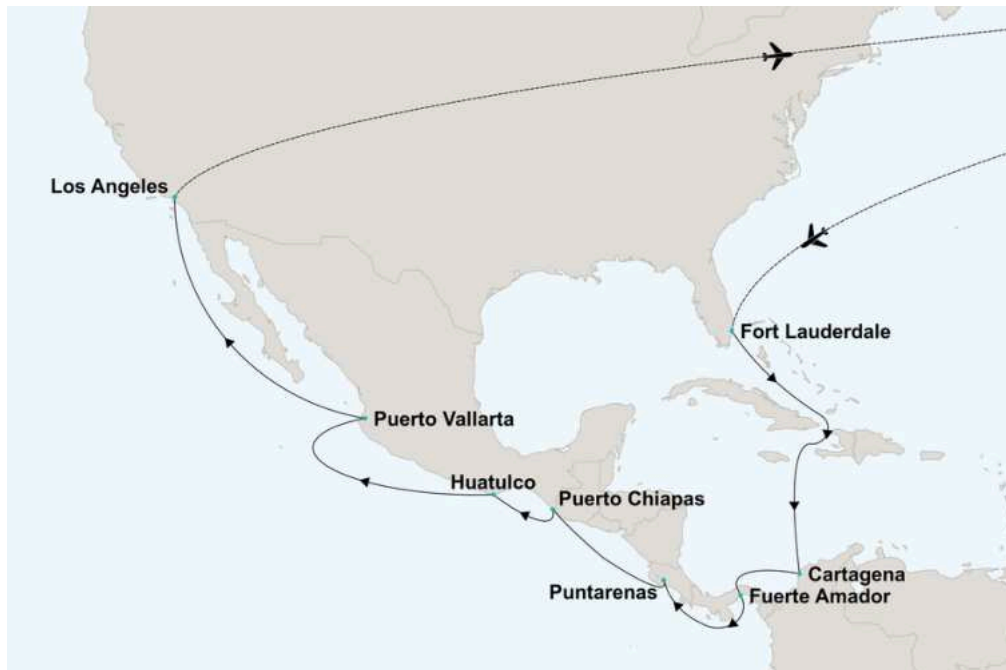 Los Angeles
Fort Lauderdale
Puerto Vallarta
Huatulco
Puerto Chiapas
Puntarenas
Cartagena
Fuerte Amador